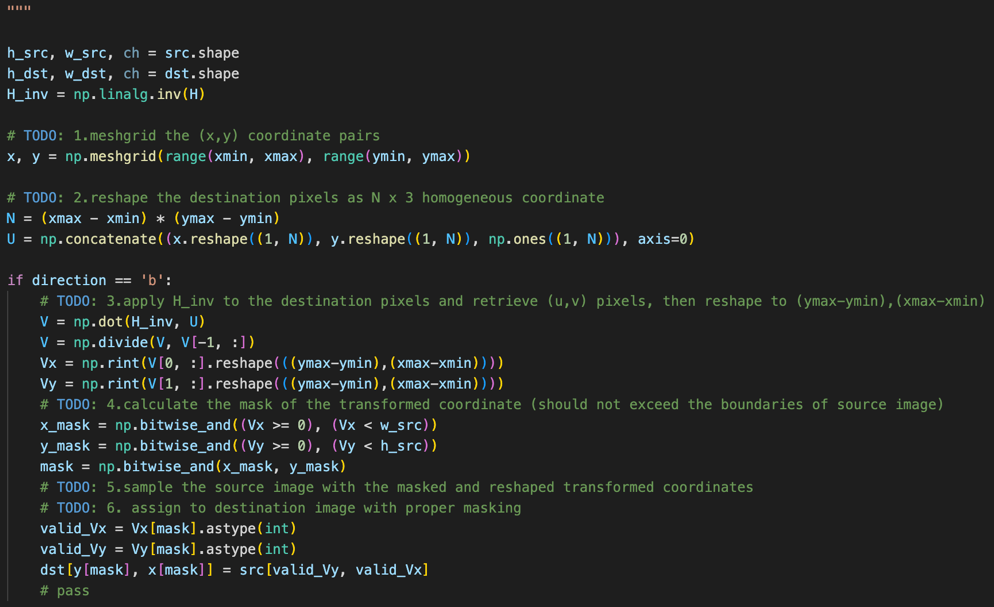 """
h_src, w_src, ch = src.shape
h_dst, w_dst, ch = dst.shape
H_inv = np.linalg.inv(H)
# TODO: 1.meshgrid the (x,y) coordinate pairs
x, y = np.meshgrid(range(xmin, xmax), range(ymin, ymax))
# TODO: 2.reshape the destination pixels as N x 3 homogeneous coordinate
N = (xmax - xmin) * (ymax - ymin)
U = np.concatenate((x.reshape((1, N)), y.reshape((1, N)), np.ones((1, N))), axis=0)
if direction == 'b':
    # TODO: 3.apply H_inv to the destination pixels and retrieve (u,v) pixels, then reshape to (ymax-ymin),(xmax-xmin)
    V = np.dot(H_inv, U)
    V = np.divide(V, V[-1, :])
    Vx = np.rint(V[0, :].reshape(((ymax-ymin),(xmax-xmin))))
    Vy = np.rint(V[1, :].reshape(((ymax-ymin),(xmax-xmin))))
    # TODO: 4.calculate the mask of the transformed coordinate (should not exceed the boundaries of source image)
    x_mask = np.bitwise_and((Vx >= 0), (Vx < w_src))
    y_mask = np.bitwise_and((Vy >= 0), (Vy < h_src))
    mask = np.bitwise_and(x_mask, y_mask)
    # TODO: 5.sample the source image with the masked and reshaped transformed coordinates
    # TODO: 6. assign to destination image with proper masking
    valid_Vx = Vx[mask].astype(int)
    valid_Vy = Vy[mask].astype(int)
    dst[y[mask], x[mask]] = src[valid_Vy, valid_Vx]
    # pass